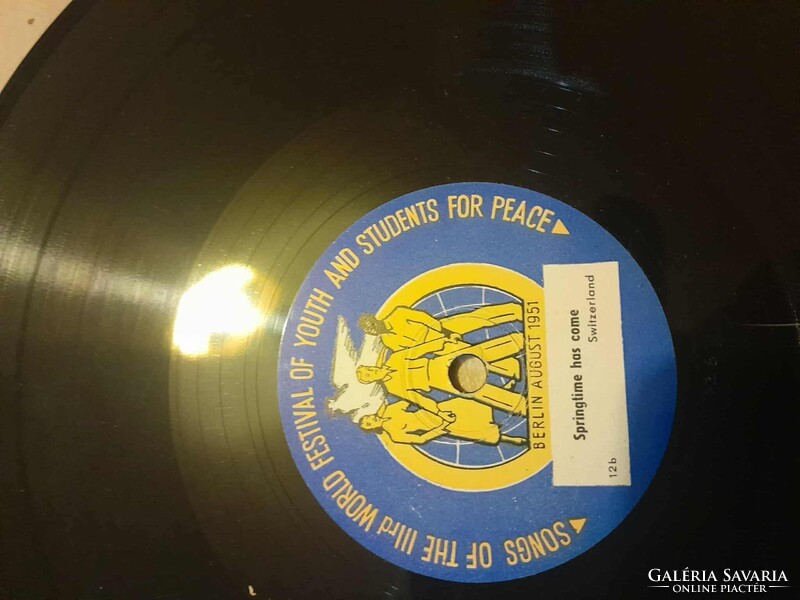 SONGS OF THE IIIrd WORLD FESTIVAL OF YOUTH AND STUDENTS FOR PEACE
BERLIN AUGUST 1951
Springtime has come
Switzerland
12b
GALÉRIA SAVARIA
ONLINE PIACTÉR